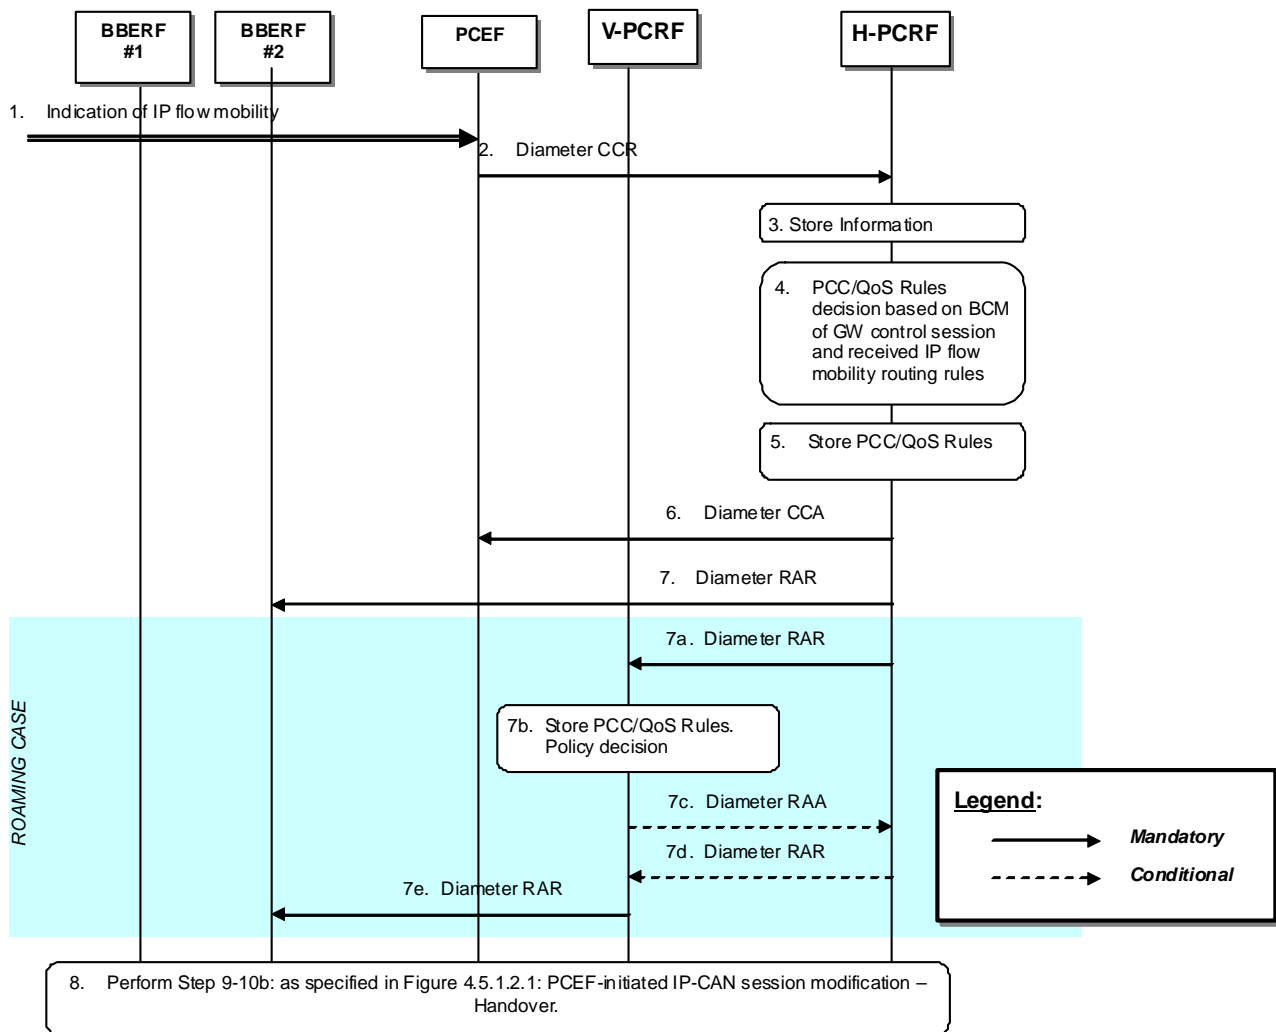 BBERF
#1
BBERF
#2
PCEF
V-PCRF
H-PCRF
1. Indication of IP flow mobility
2. Diameter CCR
3. Store Information
4. PCC/QoS Rules
decision based on BCM
of GW control session
and received IP flow
mobility routing rules
5. Store PCC/QoS Rules
6. Diameter CCA
7. Diameter RAR
ROAMING CASE
7a. Diameter RAR
7b. Store PCC/QoS Rules.
Policy decision
7c. Diameter RAA
7d. Diameter RAR
7e. Diameter RAR
Legend:
Mandatory
Conditional
8. Perform Step 9-10b: as specified in Figure 4.5.1.2.1: PCEF-initiated IP-CAN session modification –
Handover.